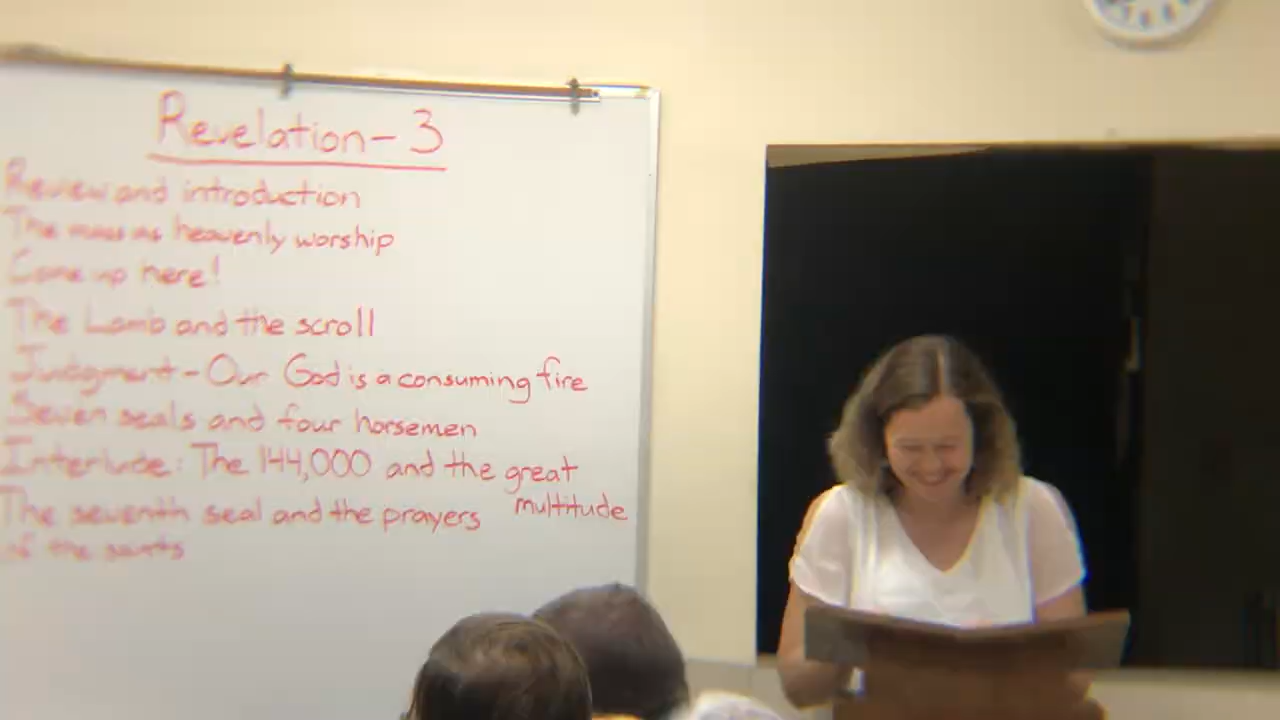 Revelation - 3
Review and introduction
The mass as heavenly worship
Come up here!
The Lamb and the scroll
Judgment - Our God is a consuming fire
Seven seals and four horsemen
Interlude: The 144,000 and the great
multitude
The seventh seal and the prayers
of the saints